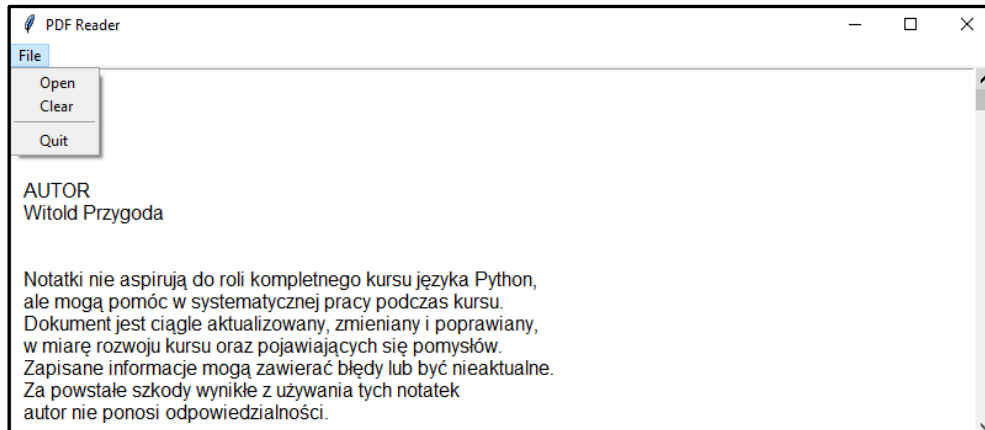 PDF Reader
File
Open
Clear
Quit
AUTOR
Witold Przygoda
Notatki nie aspirują do roli kompletnego kursu języka Python,
ale mogą pomóc w systematycznej pracy podczas kursu.
Dokument jest ciągle aktualizowany, zmieniany i poprawiany,
w miarę rozwoju kursu oraz pojawiających się pomysłów.
Zapisane informacje mogą zawierać błędy lub być nieaktualne.
Za powstałe szkody wynikłe z używania tych notatek
autor nie ponosi odpowiedzialności.